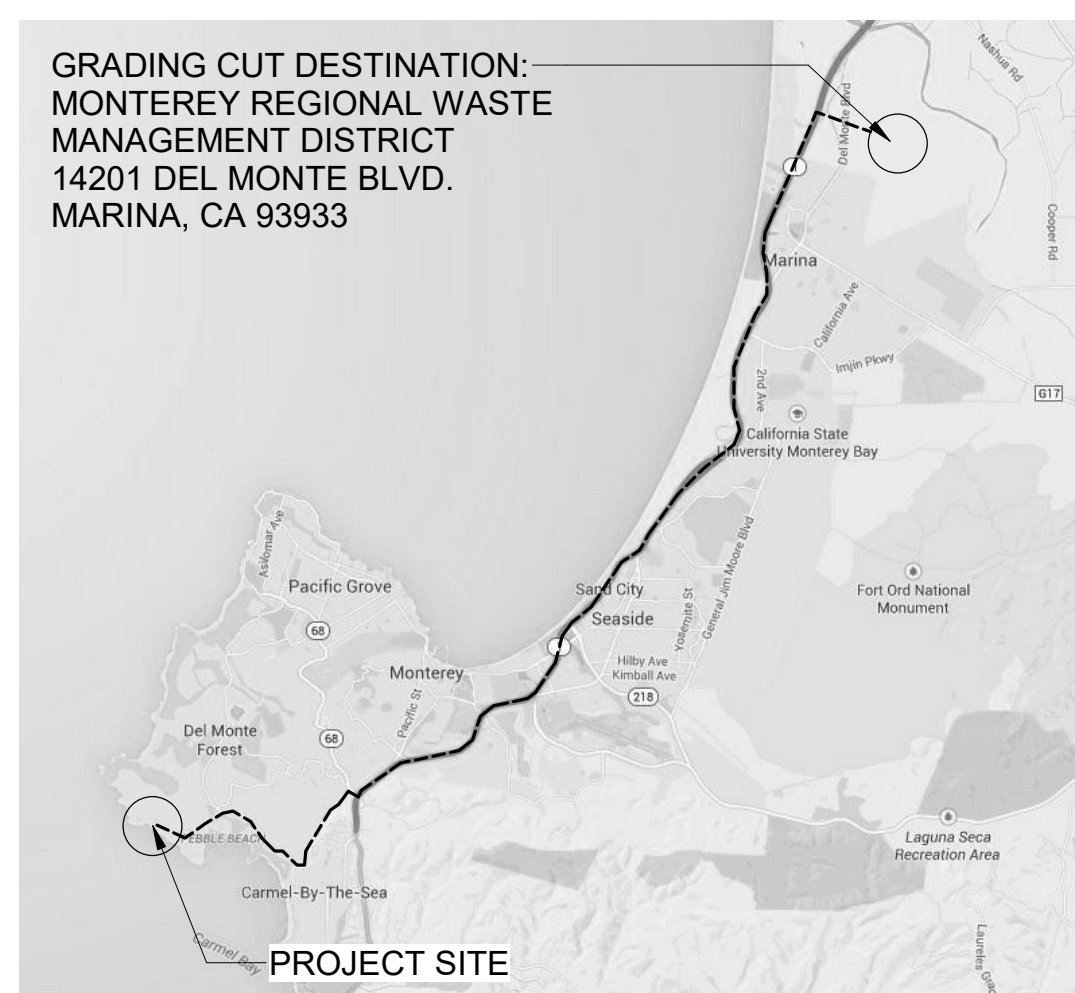 GRADING CUT DESTINATION:
MONTEREY REGIONAL WASTE
MANAGEMENT DISTRICT
14201 DEL MONTE BLVD.
MARINA, CA 93933
Nashua Rd
Del Monte Blvd
1
Cooper Rd
Marina
California Ave
Imjin Pkwy
2nd Ave
G17
California State
University Monterey Bay
General Jim Moore Blvd
Asilomar Ave
Pacific Grove
Fort Ord National
Monument
Sand City
Seaside
Yosemite St
68
Hilby Ave
Kimball Ave
Monterey
218
Pacific St
Del Monte
Forest
68
PEBBLE BEACH
Laguna Seca
Recreation Area
Carmel-By-The-Sea
Carmel Bay
Laureles
PROJECT SITE